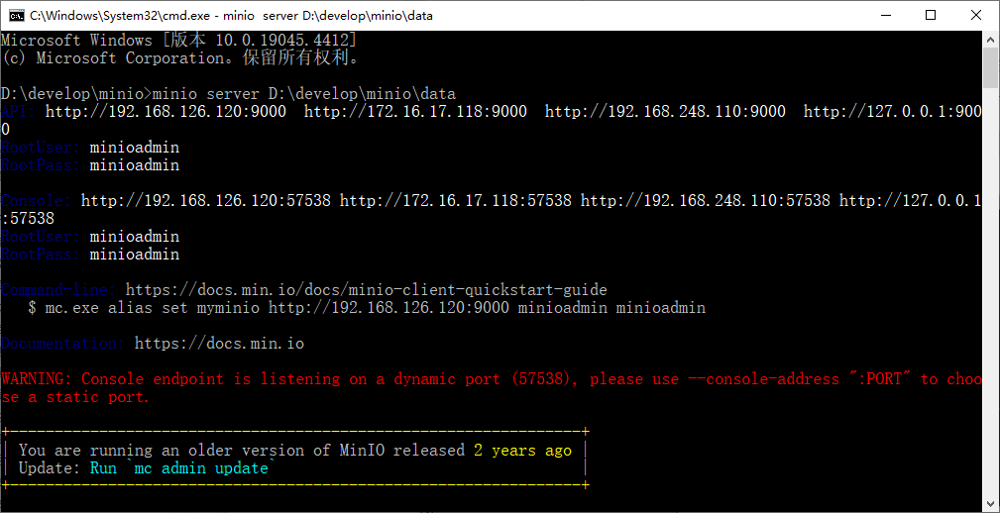 C:\Windows\System32\cmd.exe - minio  server D:\develop\minio\data
Microsoft Windows [版本 10.0.19045.4412]
(c) Microsoft Corporation。保留所有权利。
D:\develop\minio>minio server D:\develop\minio\data
API: http://192.168.126.120:9000  http://172.16.17.118:9000  http://192.168.248.110:9000  http://127.0.0.1:900
0
RootUser: minioadmin
RootPass: minioadmin
Console: http://192.168.126.120:57538 http://172.16.17.118:57538 http://192.168.248.110:57538 http://127.0.0.1
:57538
RootUser: minioadmin
RootPass: minioadmin
Command-line: https://docs.min.io/docs/minio-client-quickstart-guide
   $ mc.exe alias set myminio http://192.168.126.120:9000 minioadmin minioadmin
Documentation: https://docs.min.io
WARNING: Console endpoint is listening on a dynamic port (57538), please use --console-address ":PORT" to choo
se a static port.
+----------------------------------------------------------------+
| You are running an older version of MinIO released 2 years ago |
| Update: Run `mc admin update`                                  |
+----------------------------------------------------------------+